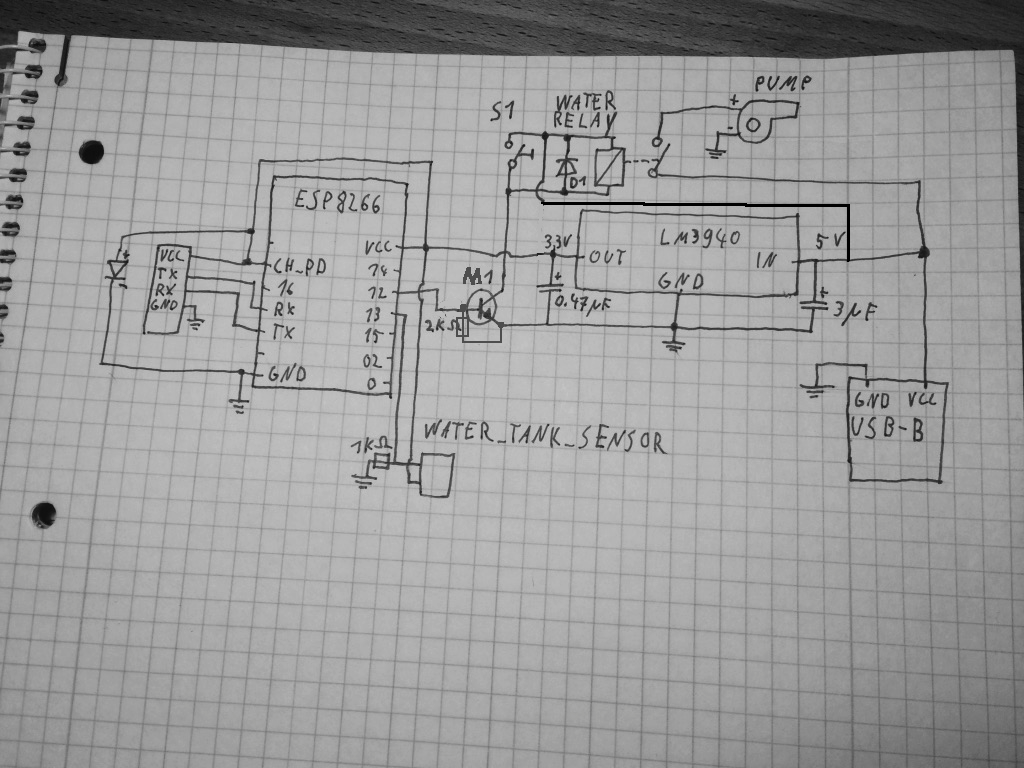 PUMP
+
-
S1
WATER
RELAY
D1
ESP8266
VCC
TX
RX
GND
CH_PD
16
RX
TX
GND
VCC
14
12
13
15
02
0
M1
2K
3,3V
OUT
LM3940
IN
GND
5V
+
0.47µF
+
3µF
GND VCC
USB-B
1KΩ
WATER_TANK_SENSOR